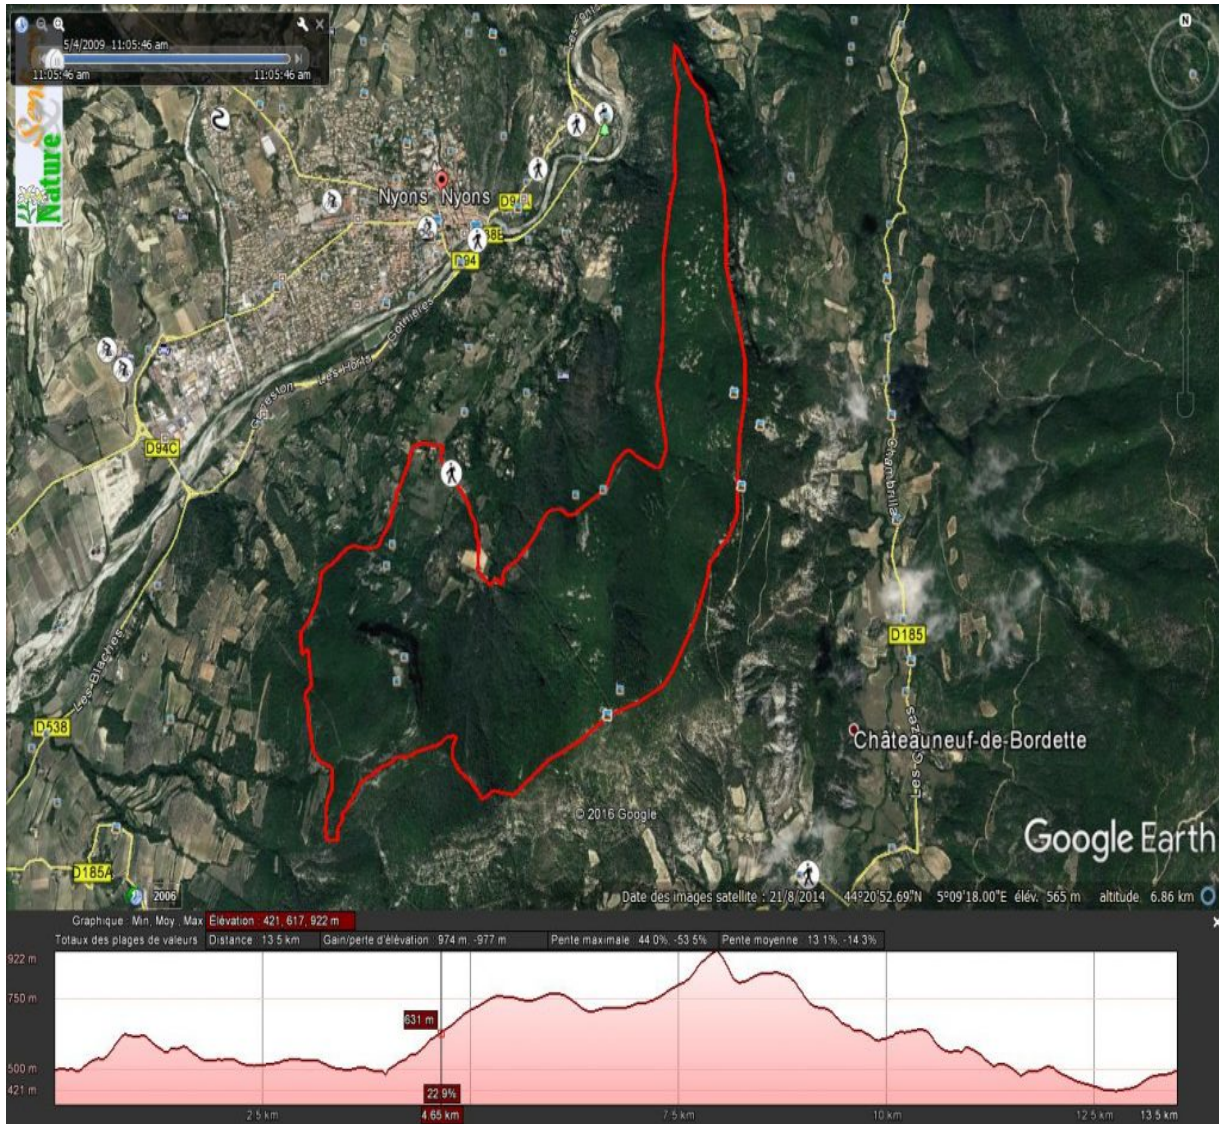 5/4/2009 11:05:46 am
11:05:46 am
11:05:46 am
Nature
Nyons Nyons
D94
D94C
Les Horts
Les Blaches
D538
D185A
2006
D185
Châteauneuf-de-Bordette
© 2016 Google
Google Earth
N
Date des images satellite : 21/8/2014 44°20'52.69"N 5°09'18.00"E élév. 565 m altitude 6.86 km
Graphique : Min, Moy , Max Élévation : 421, 617, 922 m
Totaux des plages de valeurs Distance : 13.5 km Gain/perte d'élévation : 974 m, -977 m Pente maximale : 44.0%, -53.5% Pente moyenne : 13.1%, -14.3%
922 m
750 m
631 m
500 m
421 m
22.9%
2.5 km 4.65 km 7.5 km 10 km 12.5 km 13.5 km